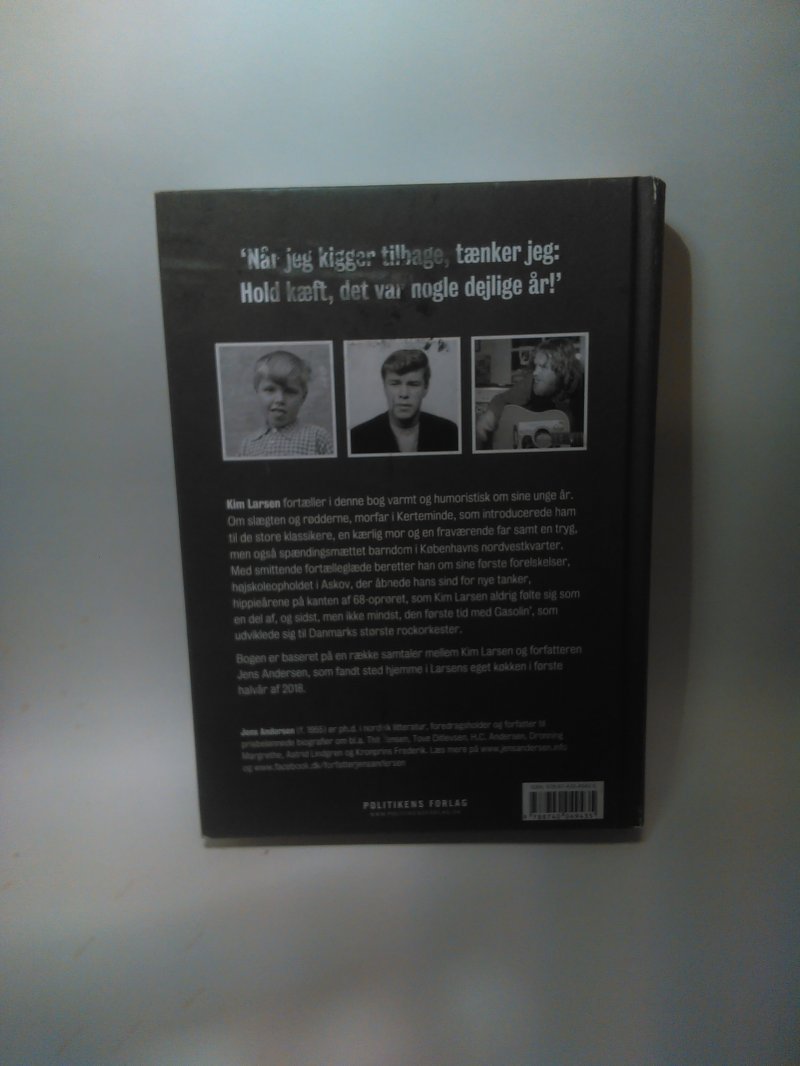 ‘Når jeg kigger tilbage, tænker jeg:
Hold kæft, det var nogle dejlige år!’
Kim Larsen fortæller i denne bog varmt og humoristisk om sine unge år.
Om slægten og rødderne, morfar i Kerteminde, som introducerede ham
til de store klassikere, en kærlig mor og en fraværende far samt en tryg,
men også spændingsmættet barndom i Københavns nordvestkvarter.
Med smittende fortælleglæde beretter han om sine første forelskelser,
højskoleopholdet i Askov, der åbnede hans sind for nye tanker,
hippieårene på kanten af 68-oprøret, som Kim Larsen aldrig følte sig som
en del af, og sidst, men ikke mindst, den første tid med Gasolin’, som
udviklede sig til Danmarks største rockorkester.
Bogen er baseret på en række samtaler mellem Kim Larsen og forfatteren
Jens Andersen, som fandt sted hjemme i Larsens eget køkken i første
halvår af 2018.
Jens Andersen (f. 1955) er ph.d. i nordisk litteratur, foredragsholder og forfatter til
prisbelønnede biografier om bl.a. Thit Jensen, Tove Ditlevsen, H.C. Andersen, Dronning
Margrethe, Astrid Lindgren og Kronprins Frederik. Læs mere på www.jensandersen.info
og www.facebook.dk/forfatterjensandersen
POLITIKENS FORLAG
WWW.POLITIKENSFORLAG.DK
9 788740 049435